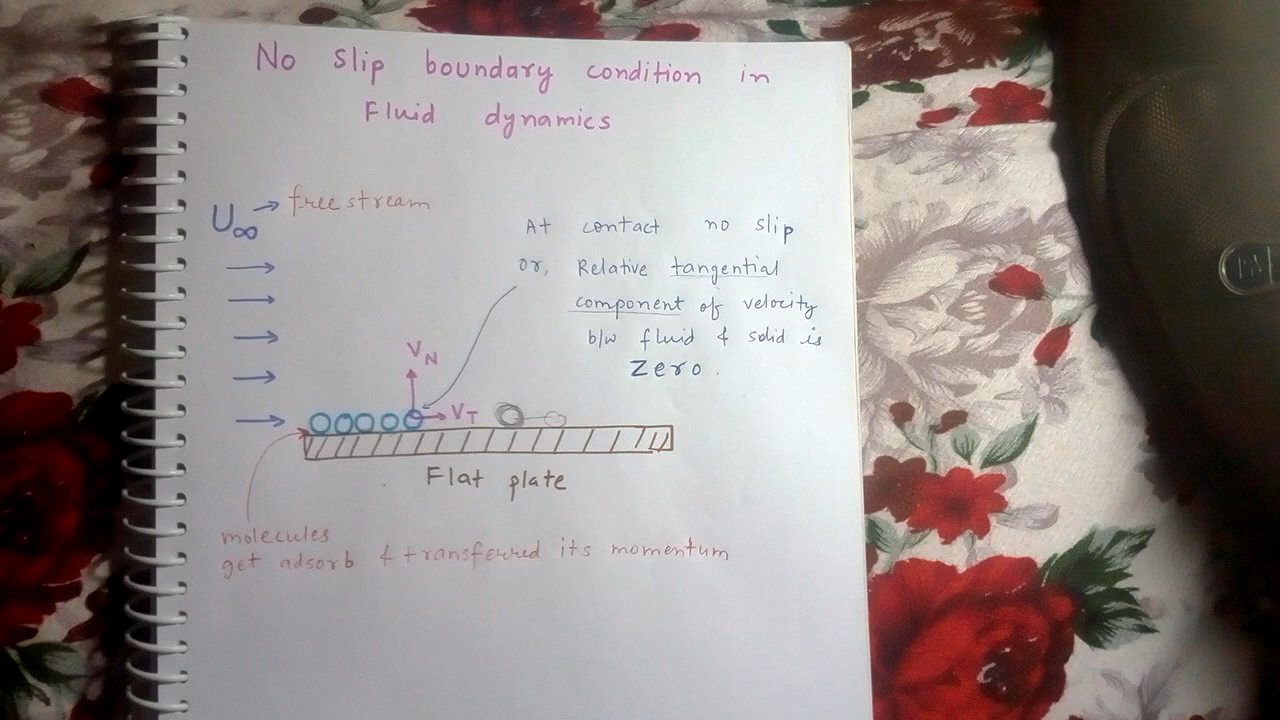 No slip boundary condition in
Fluid dynamics
U∞ → free stream
At contact no slip
or, Relative tangential
component of velocity
b/w fluid & solid is
Zero.
VN
VT
Flat plate
molecules
get adsorb & transferred its momentum